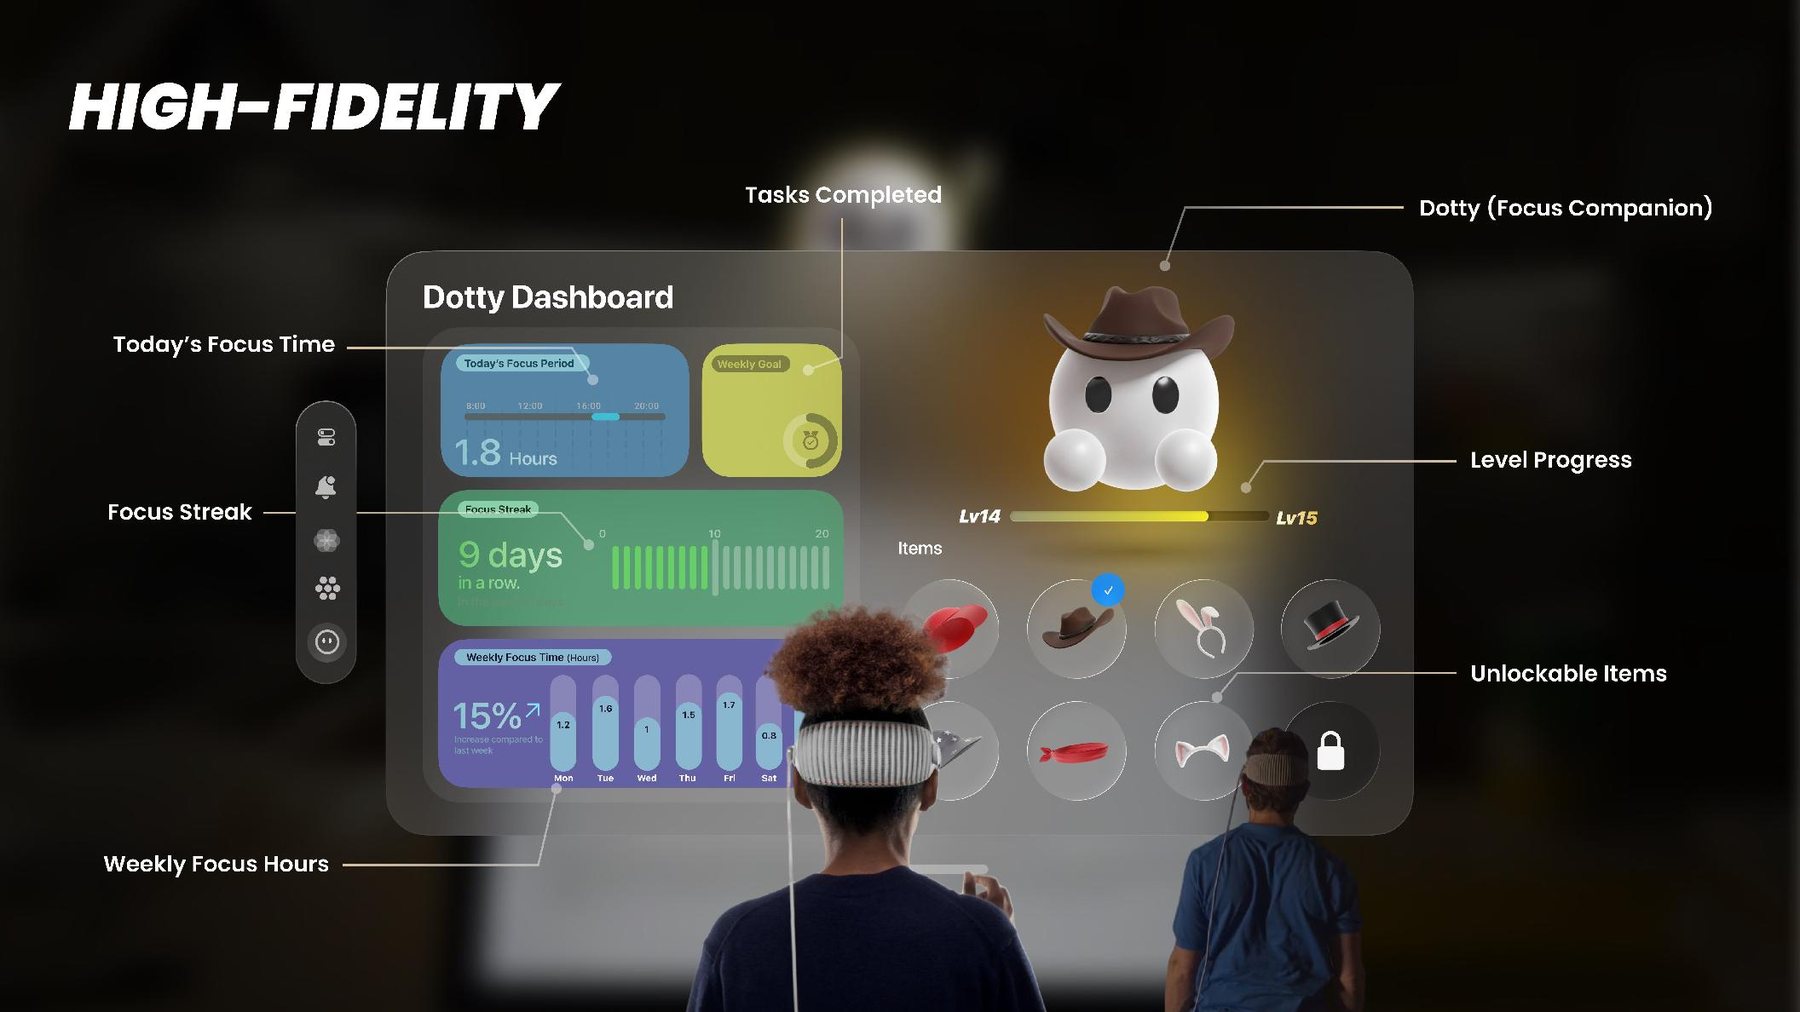 HIGH-FIDELITY
Tasks Completed
Dotty (Focus Companion)
Dotty Dashboard
Today's Focus Time
Today's Focus Period
8:00 12:00 16:00 20:00
1.8 Hours
Weekly Goal
Focus Streak
Focus Streak
9 days
in a row.
0 10 20
Level Progress
Lv14
Lv15
Items
Unlockable Items
Weekly Focus Time (Hours)
15%
Increase compared to
last week
1.2 1.6 1 1.5 1.7 0.8
Mon Tue Wed Thu Fri Sat
Weekly Focus Hours